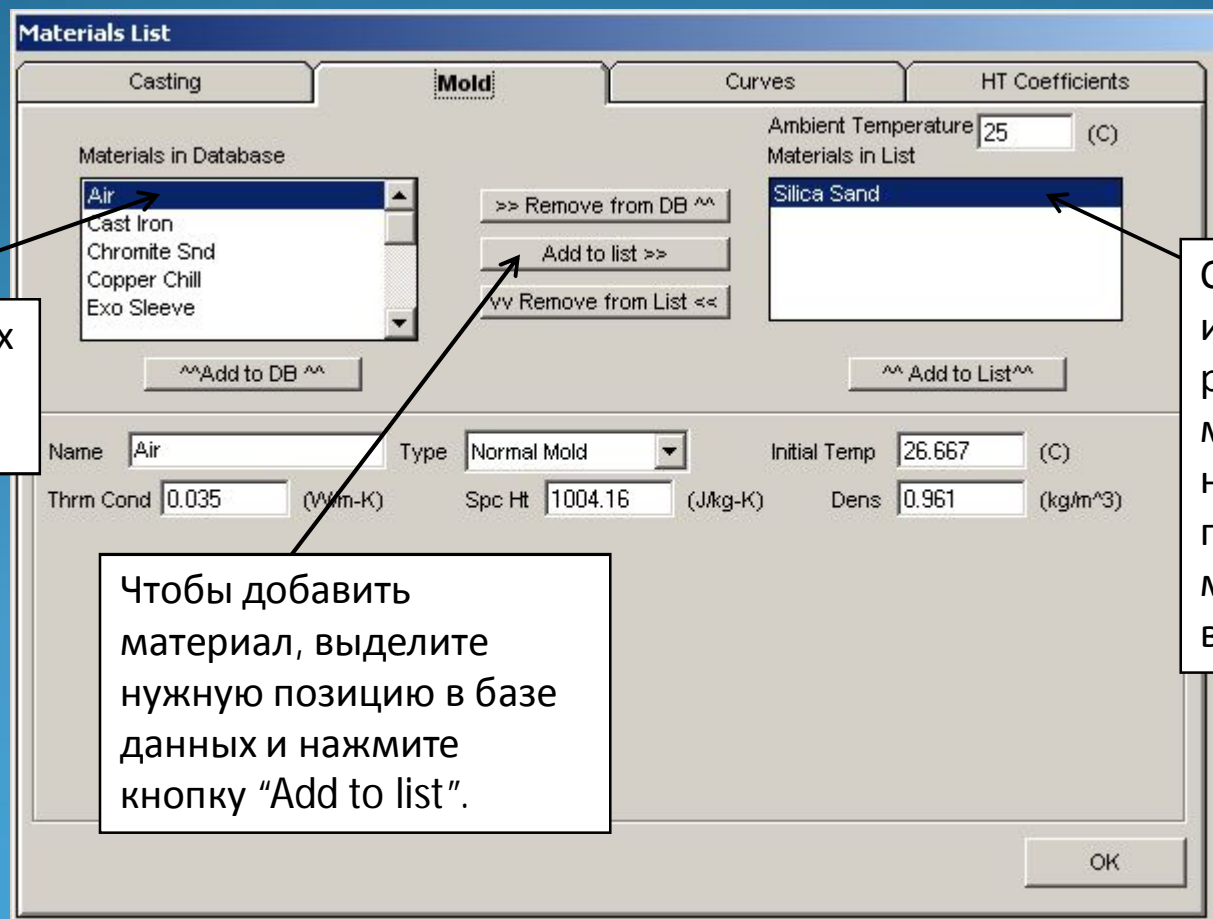 Materials List
Casting
Mold
Curves
HT Coefficients
Ambient Temperature 25 (C)
Materials in Database
Materials in List
Air
Cast Iron
Chromite Snd
Copper Chill
Exo Sleeve
>> Remove from DB ^^
Add to list >>
vv Remove from List <<
Silica Sand
^^Add to DB ^^
^^ Add to List^^
Name Air Type Normal Mold Initial Temp 26.667 (C)
Thrm Cond 0.035 (W/m-K) Spc Ht 1004.16 (J/kg-K) Dens 0.961 (kg/m^3)
Чтобы добавить
материал, выделите
нужную позицию в базе
данных и нажмите
кнопку “Add to list”.
OK